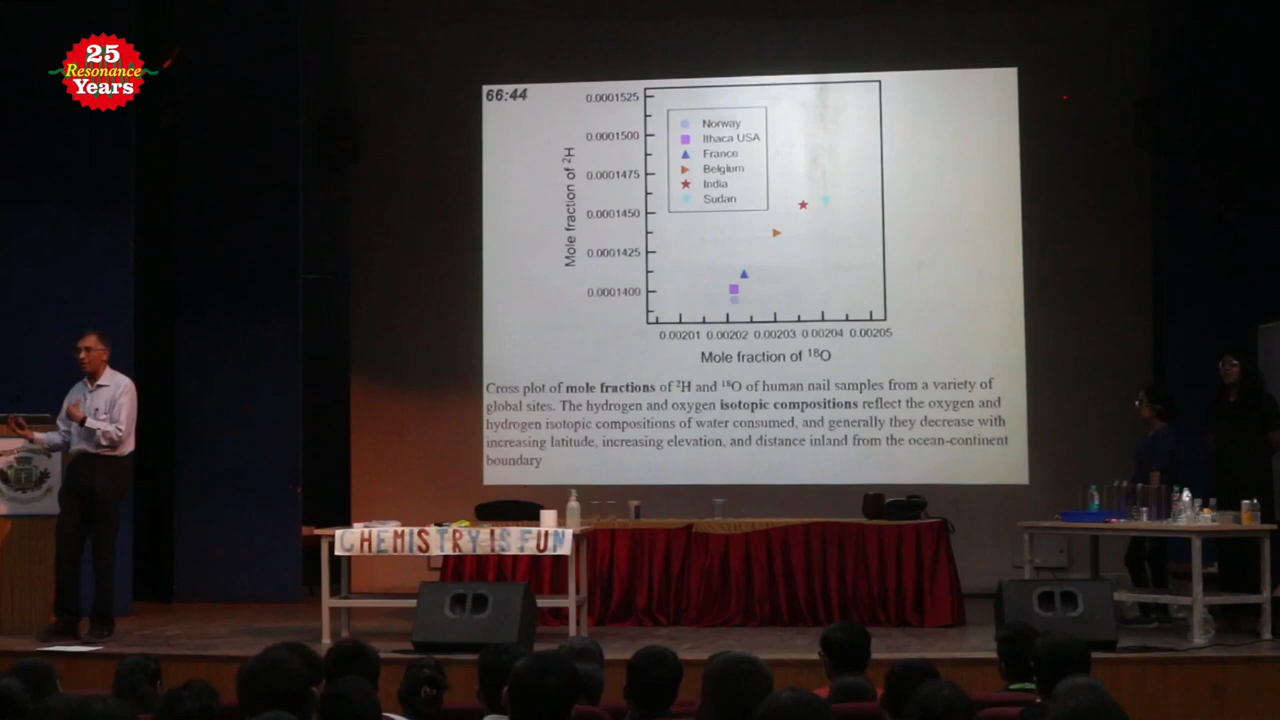 25
Resonance
Years
66:44
0.0001525
0.0001500
0.0001475
0.0001450
0.0001425
0.0001400
Mole fraction of ²H
Norway
Ithaca USA
France
Belgium
India
Sudan
0.00201 0.00202 0.00203 0.00204 0.00205
Mole fraction of ¹⁸O
Cross plot of mole fractions of ²H and ¹⁸O of human nail samples from a variety of
global sites. The hydrogen and oxygen isotopic compositions reflect the oxygen and
hydrogen isotopic compositions of water consumed, and generally they decrease with
increasing latitude, increasing elevation, and distance inland from the ocean-continent
boundary
CHEMISTRY IS FUN